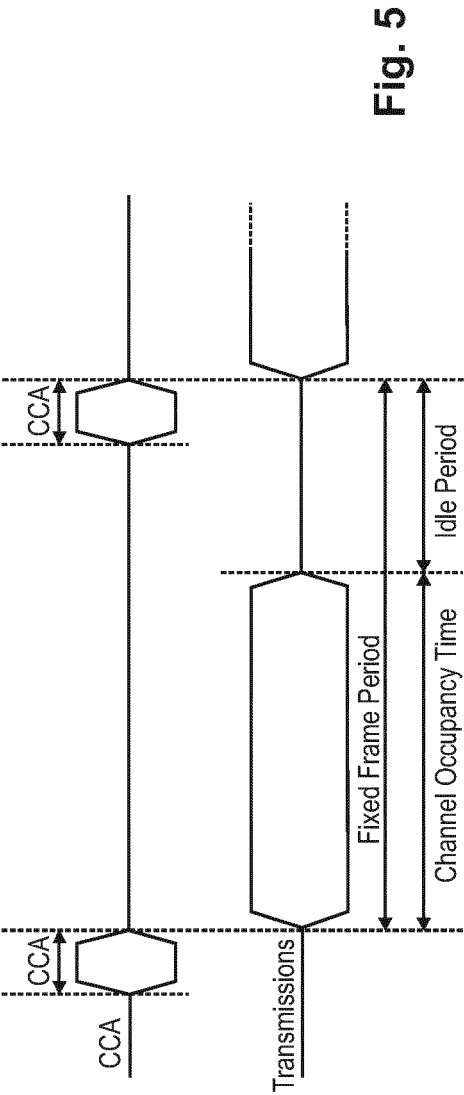 CCA
CCA
CCA
Transmissions
Fixed Frame Period
Channel Occupancy Time
Idle Period
Fig. 5